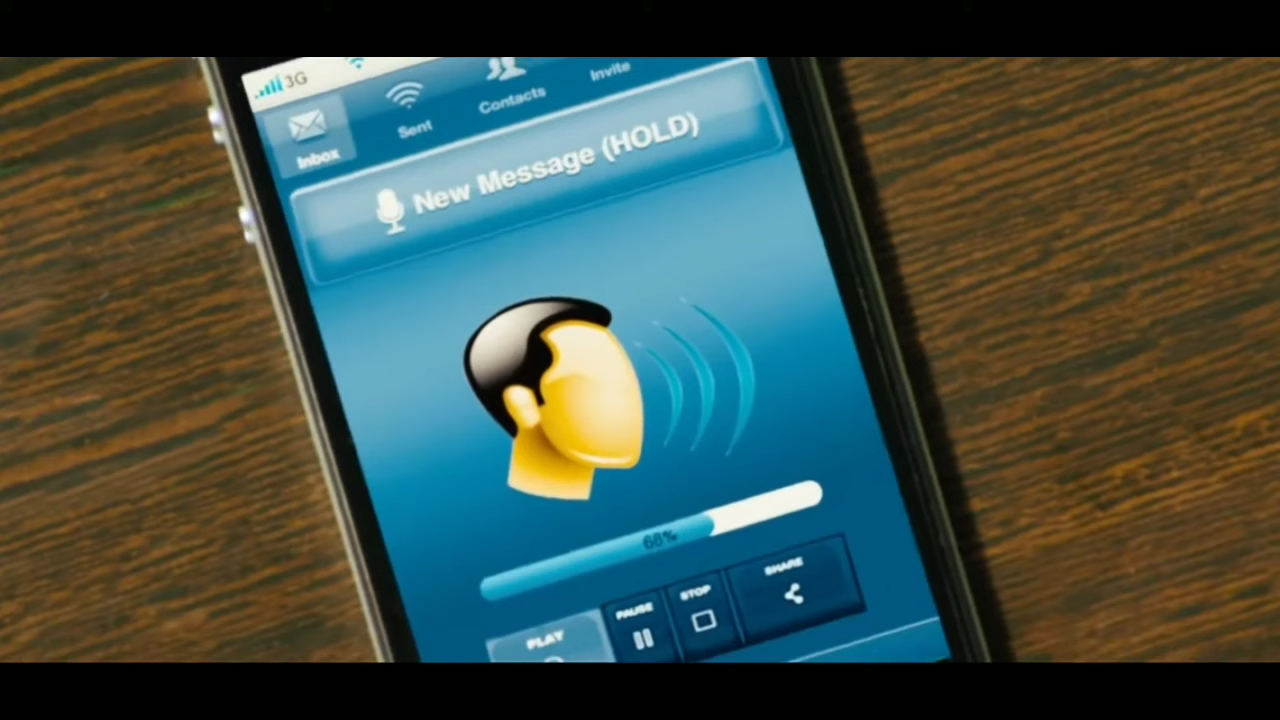 3G
Inbox
Sent
Contacts
Invite
New Message (HOLD)
68%
PLAY
PAUSE
STOP
SHARE